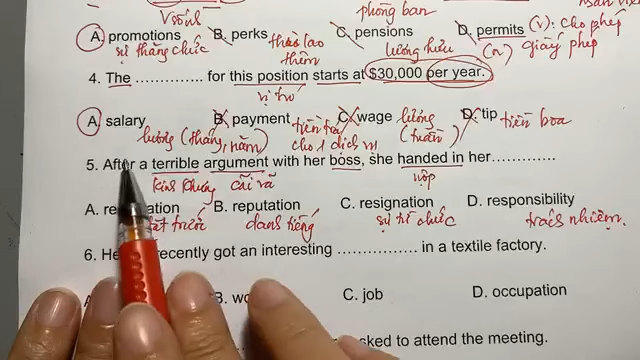 phòng ban
A. promotions B. perks C. pensions D. permits (v): cho phép
sự thăng chức thù lao thêm lương hưu (n) giấy phép
4. The ............... for this position starts at $30,000 per year.
vị trí
A. salary B. payment C. wage D. tip
lương (tháng, năm) tiền trả cho 1 dịch vụ lương (tuần) tiền boa
5. After a terrible argument with her boss, she handed in her.............
kinh khủng cãi vã nộp
B. reputation C. resignation D. responsibility
danh tiếng sự từ chức trách nhiệm.
6. He recently got an interesting ............... in a textile factory.
C. job D. occupation
asked to attend the meeting.